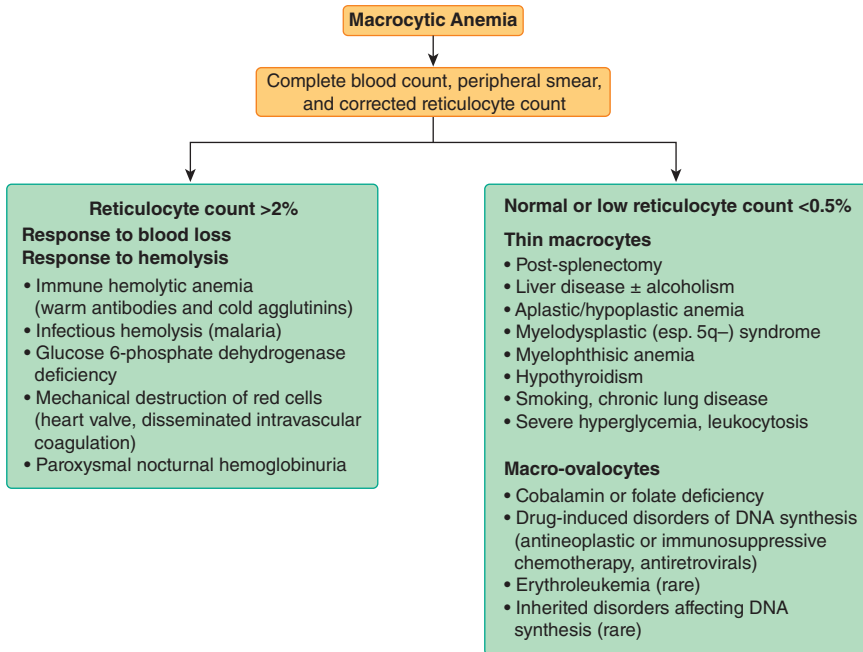 Macrocytic Anemia
Complete blood count, peripheral smear,
and corrected reticulocyte count
Reticulocyte count >2%
Response to blood loss
Response to hemolysis
• Immune hemolytic anemia
(warm antibodies and cold agglutinins)
• Infectious hemolysis (malaria)
• Glucose 6-phosphate dehydrogenase
deficiency
• Mechanical destruction of red cells
(heart valve, disseminated intravascular
coagulation)
• Paroxysmal nocturnal hemoglobinuria
Normal or low reticulocyte count <0.5%
Thin macrocytes
• Post-splenectomy
• Liver disease ± alcoholism
• Aplastic/hypoplastic anemia
• Myelodysplastic (esp. 5q–) syndrome
• Myelophthisic anemia
• Hypothyroidism
• Smoking, chronic lung disease
• Severe hyperglycemia, leukocytosis
Macro-ovalocytes
• Cobalamin or folate deficiency
• Drug-induced disorders of DNA synthesis
(antineoplastic or immunosuppressive
chemotherapy, antiretrovirals)
• Erythroleukemia (rare)
• Inherited disorders affecting DNA
synthesis (rare)